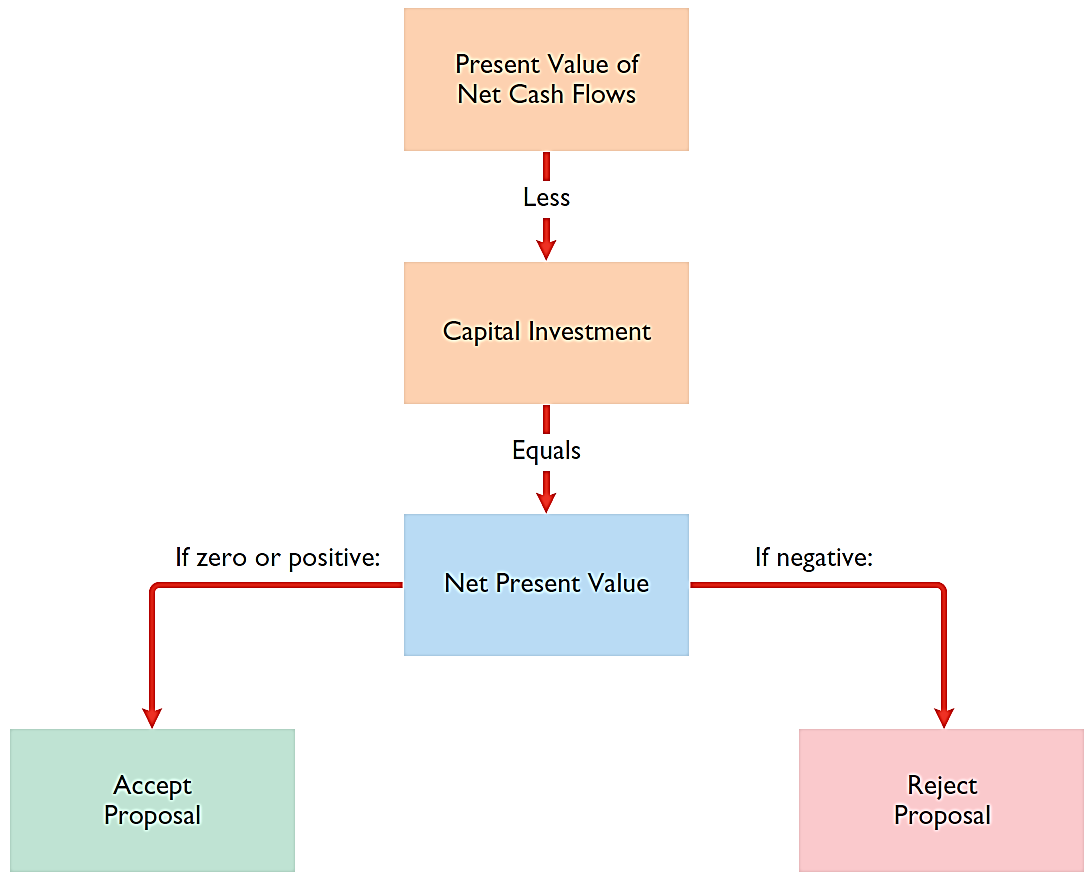 Present Value of
Net Cash Flows
Less
Capital Investment
Equals
If zero or positive:
Net Present Value
If negative:
Accept
Proposal
Reject
Proposal